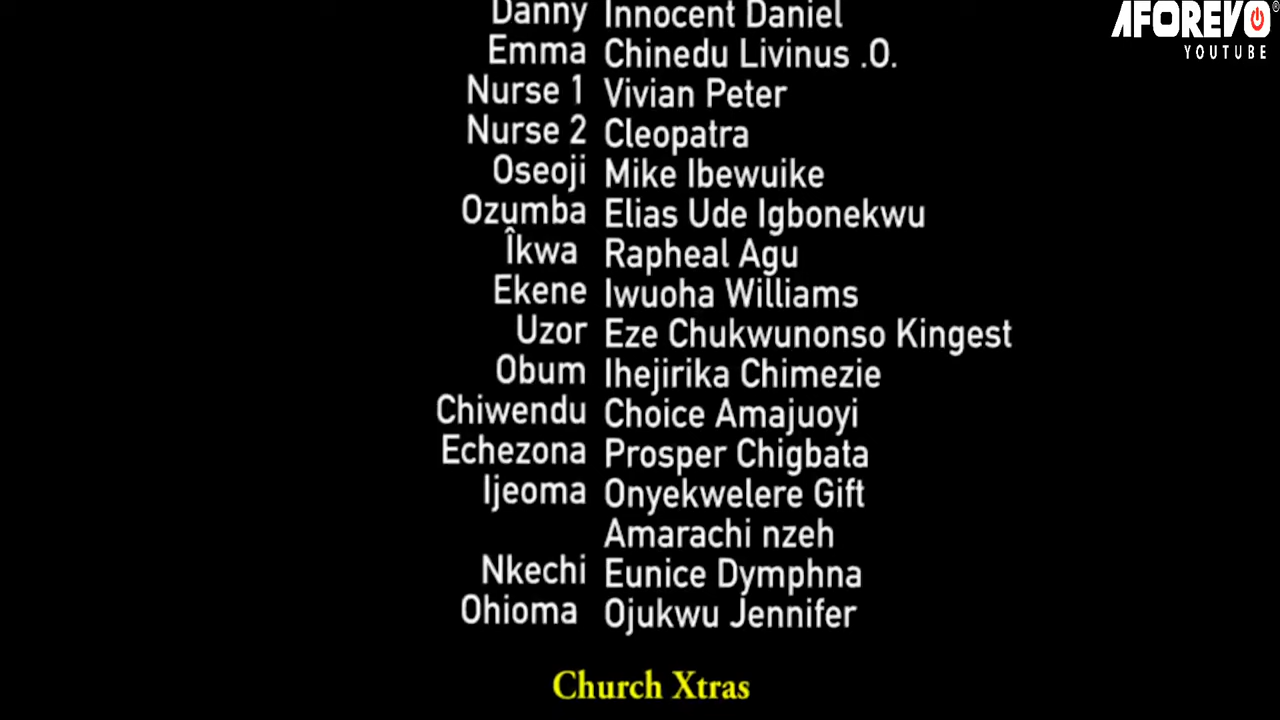 AFOREVO
YOUTUBE
Danny Innocent Daniel
Emma Chinedu Livinus .O.
Nurse 1 Vivian Peter
Nurse 2 Cleopatra
Oseoji Mike Ibewuike
Ozumba Elias Ude Igbonekwu
Îkwa Rapheal Agu
Ekene Iwuoha Williams
Uzor Eze Chukwunonso Kingest
Obum Ihejirika Chimezie
Chiwendu Choice Amajuoyi
Echezona Prosper Chigbata
Ijeoma Onyekwelere Gift
Amarachi nzeh
Nkechi Eunice Dymphna
Ohioma Ojukwu Jennifer
Church Xtras